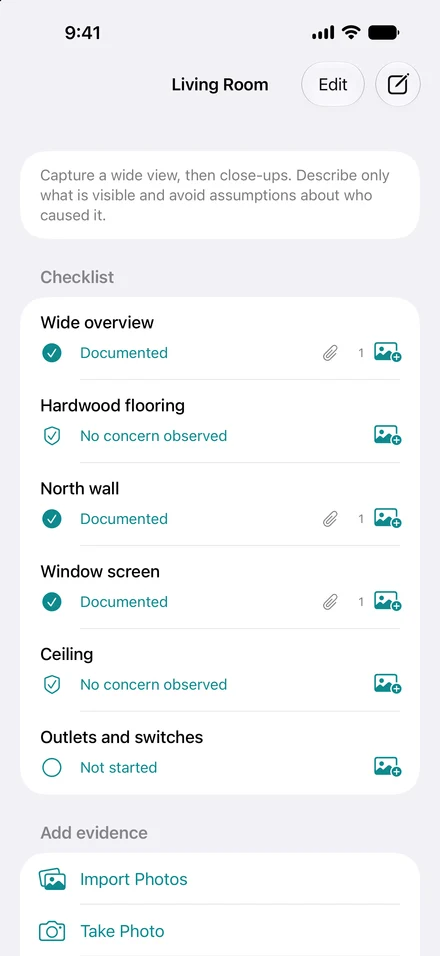 9:41
Living Room
Edit
Capture a wide view, then close-ups. Describe only
what is visible and avoid assumptions about who
caused it.
Checklist
Wide overview
Documented
1
Hardwood flooring
No concern observed
North wall
Documented
1
Window screen
Documented
1
Ceiling
No concern observed
Outlets and switches
Not started
Add evidence
Import Photos
Take Photo